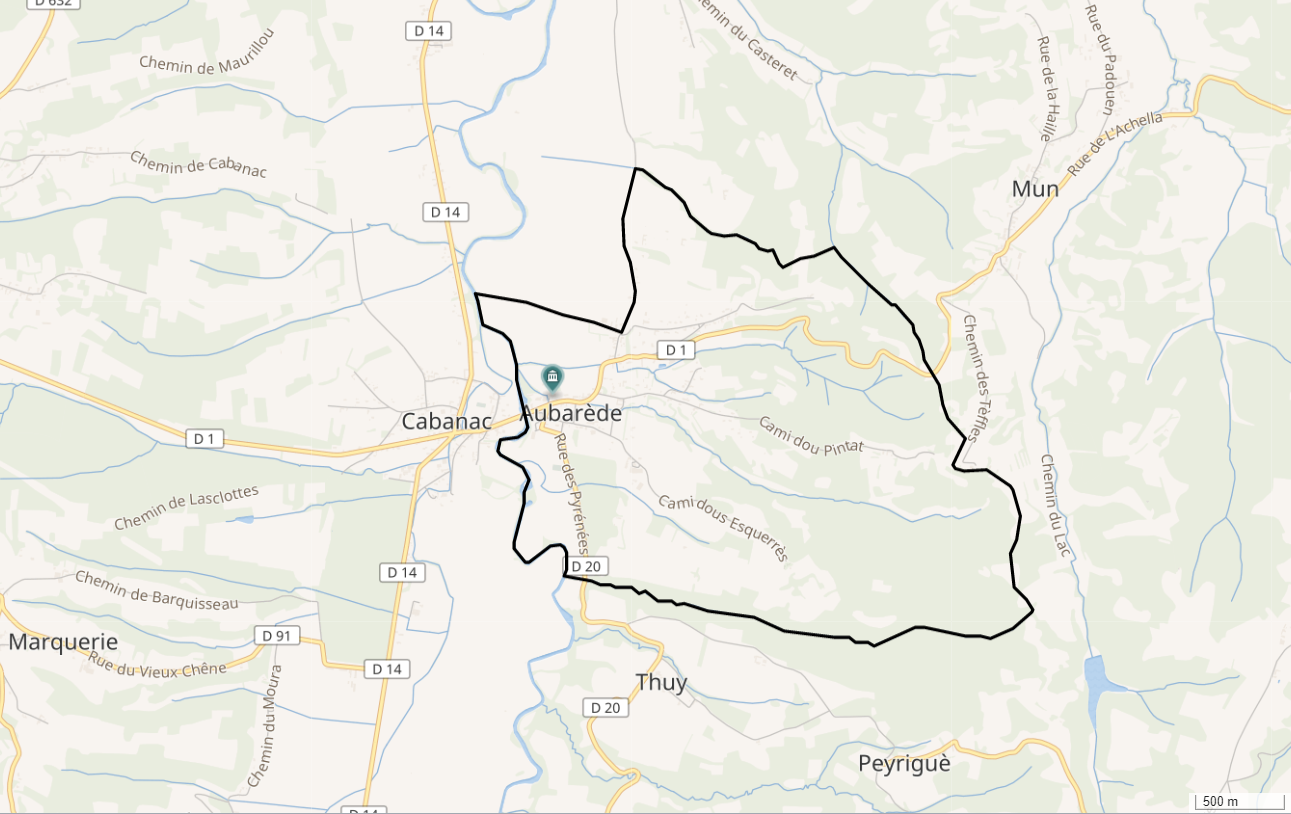 D 632
D 14
Chemin de Maurillou
Chemin du Casteret
Rue du Padouen
Rue de la Haille
Rue de L'Achella
Chemin de Cabanac
Mun
D 14
D 1
Chemin des Tèffles
Aubarède
Cabanac
D 1
Cami dou Pintat
Rue des Pyrénées
Chemin de Lasclottes
Cami dous Esquerrès
Chemin du Lac
D 20
D 14
Chemin de Barquisseau
Marquerie
D 91
Rue du Vieux Chêne
D 14
Chemin du Moura
Thuy
D 20
Peyriguè
500 m
D 14